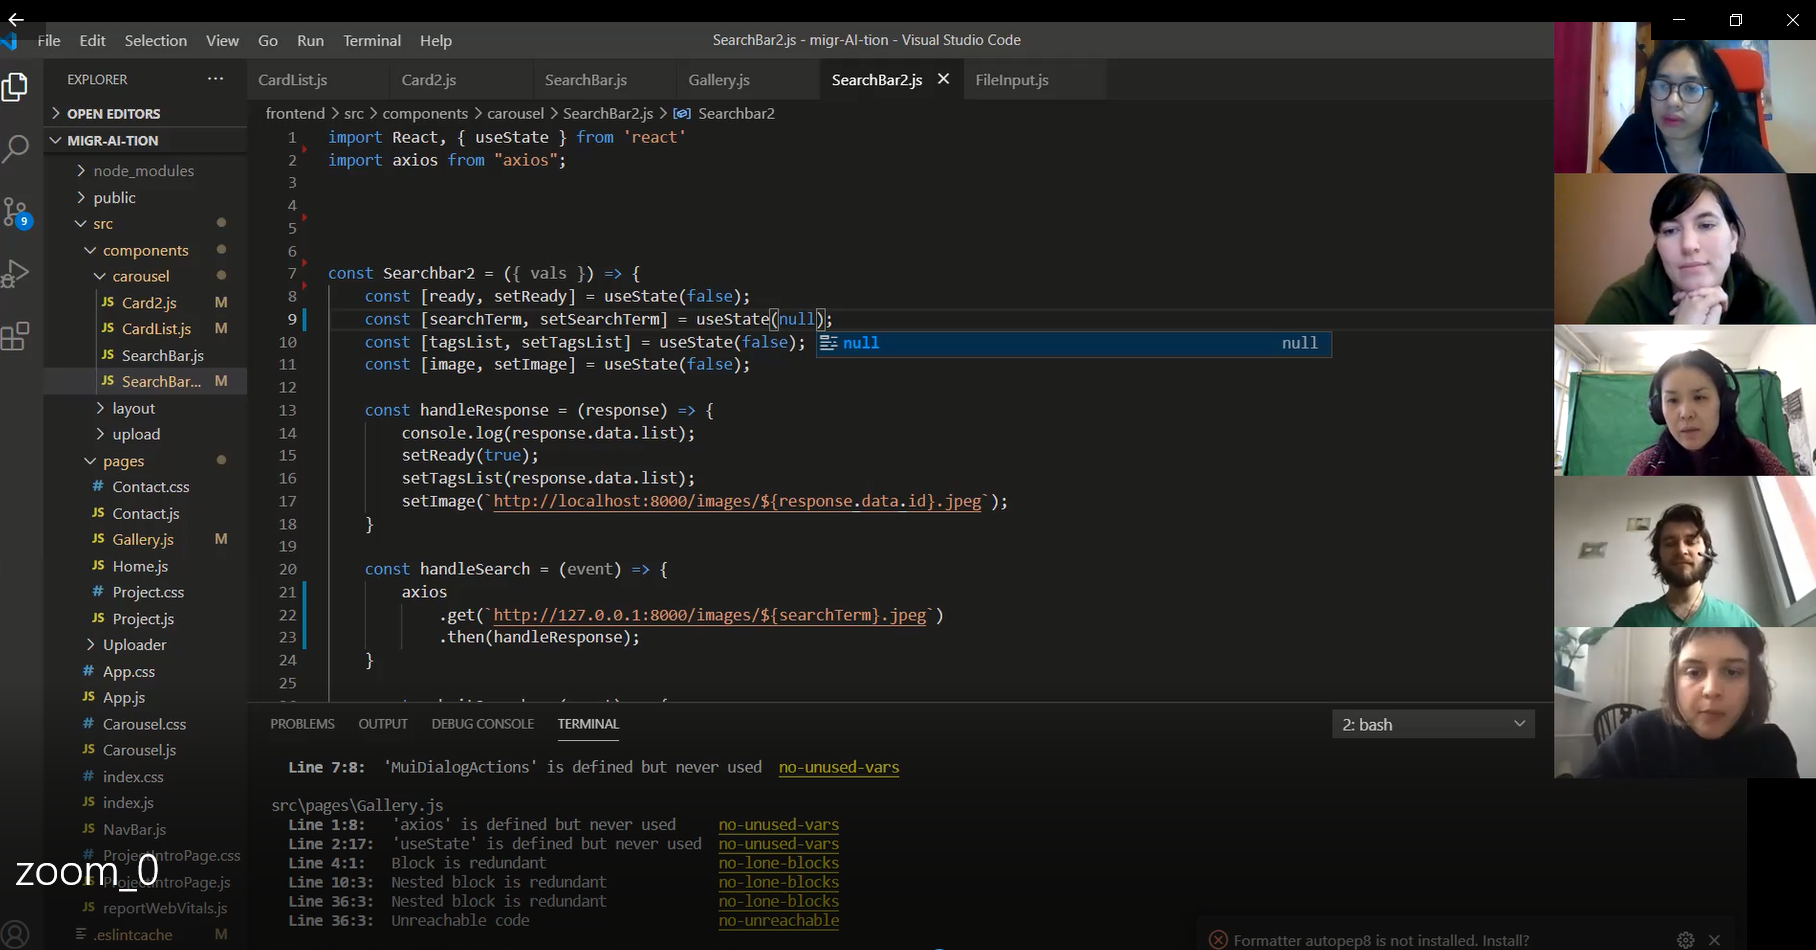 File Edit Selection View Go Run Terminal Help
SearchBar2.js - migr-AI-tion - Visual Studio Code
EXPLORER ...
CardList.js Card2.js SearchBar.js Gallery.js SearchBar2.js FileInput.js
OPEN EDITORS
frontend > src > components > carousel > SearchBar2.js > Searchbar2
MIGR-AI-TION
node_modules
public
src
components
carousel
JS Card2.js M
JS CardList.js M
JS SearchBar.js
JS SearchBar... M
layout
upload
pages
# Contact.css
JS Contact.js
JS Gallery.js M
JS Home.js
# Project.css
JS Project.js
Uploader
# App.css
JS App.js
# Carousel.css
JS Carousel.js
# index.css
JS index.js
JS NavBar.js
# ProjectIntroPage.css
ProjectIntroPage.js
reportWebVitals.js
.eslintcache M
9
1 import React, { useState } from 'react'
2 import axios from "axios";
3
4
5
6
7 const Searchbar2 = ({ vals }) => {
8 const [ready, setReady] = useState(false);
9 const [searchTerm, setSearchTerm] = useState(null);
10 const [tagsList, setTagsList] = useState(false);
null null
11 const [image, setImage] = useState(false);
12
13 const handleResponse = (response) => {
14 console.log(response.data.list);
15 setReady(true);
16 setTagsList(response.data.list);
17 setImage(`http://localhost:8000/images/${response.data.id}.jpeg`);
18 }
19
20 const handleSearch = (event) => {
21 axios
22 .get(`http://127.0.0.1:8000/images/${searchTerm}.jpeg`)
23 .then(handleResponse);
24 }
25
PROBLEMS OUTPUT DEBUG CONSOLE TERMINAL 2: bash
Line 7:8: 'MuiDialogActions' is defined but never used no-unused-vars
src\pages\Gallery.js
Line 1:8: 'axios' is defined but never used no-unused-vars
Line 2:17: 'useState' is defined but never used no-unused-vars
Line 4:1: Block is redundant no-lone-blocks
Line 10:3: Nested block is redundant no-lone-blocks
Line 36:3: Nested block is redundant no-lone-blocks
Line 36:3: Unreachable code no-unreachable
Formatter autopep8 is not installed. Install?
zoom_0